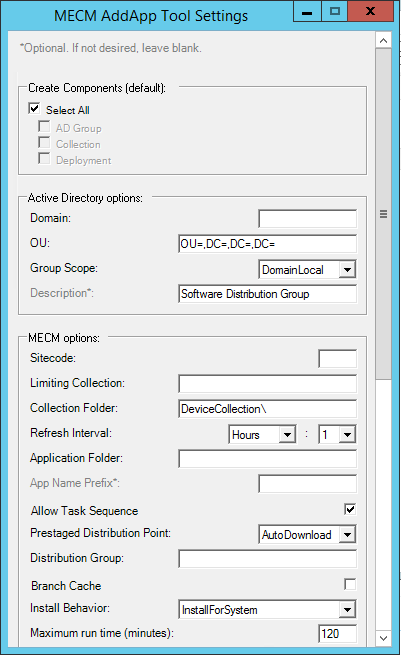 MECM AddApp Tool Settings
*Optional. If not desired, leave blank.
Create Components (default):
Select All
AD Group
Collection
Deployment
Active Directory options:
Domain:
OU: OU=,DC=,DC=,DC=
Group Scope: DomainLocal
Description*: Software Distribution Group
MECM options:
Sitecode:
Limiting Collection:
Collection Folder: DeviceCollection\
Refresh Interval: Hours : 1
Application Folder:
App Name Prefix*:
Allow Task Sequence
Prestaged Distribution Point: AutoDownload
Distribution Group:
Branch Cache
Install Behavior: InstallForSystem
Maximum run time (minutes): 120